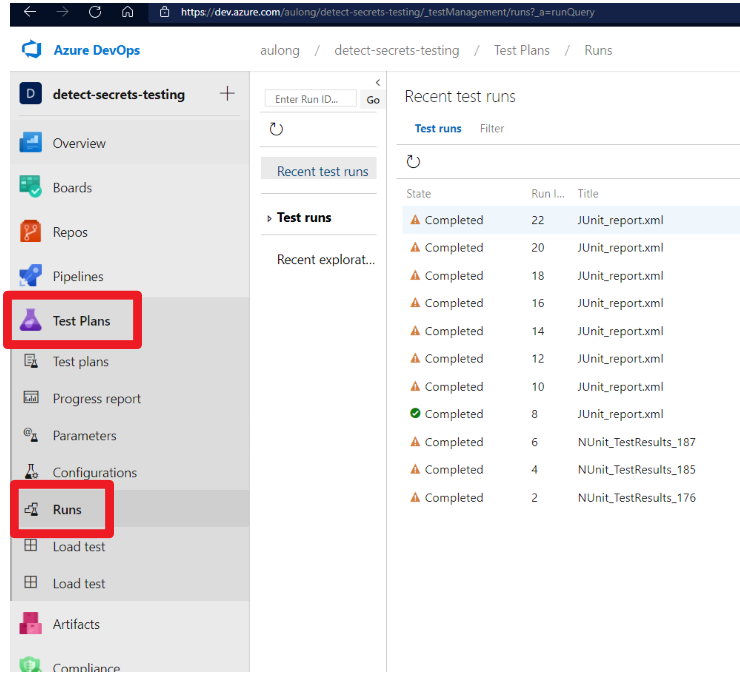 https://dev.azure.com/aulong/detect-secrets-testing/_testManagement/runs?_a=runQuery
Azure DevOps
aulong / detect-secrets-testing / Test Plans / Runs
D detect-secrets-testing +
Overview
Boards
Repos
Pipelines
Test Plans
Test plans
Progress report
Parameters
Configurations
Runs
Load test
Load test
Artifacts
Compliance
Enter Run ID... Go
Recent test runs
Test runs
Recent explorat...
Recent test runs
Test runs Filter
State Run I... Title
Completed 22 JUnit_report.xml
Completed 20 JUnit_report.xml
Completed 18 JUnit_report.xml
Completed 16 JUnit_report.xml
Completed 14 JUnit_report.xml
Completed 12 JUnit_report.xml
Completed 10 JUnit_report.xml
Completed 8 JUnit_report.xml
Completed 6 NUnit_TestResults_187
Completed 4 NUnit_TestResults_185
Completed 2 NUnit_TestResults_176